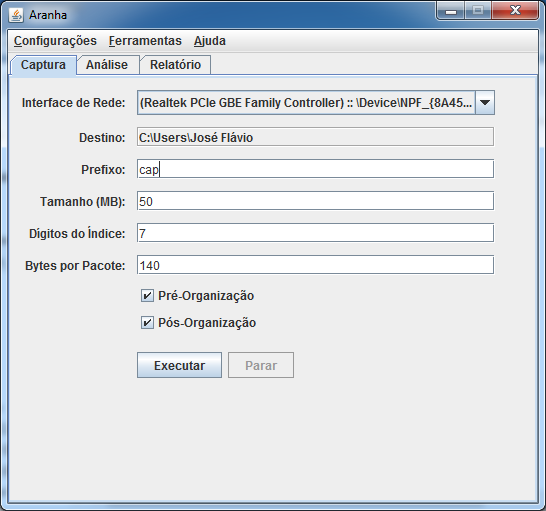 Aranha
Configurações Ferramentas Ajuda
Captura Análise Relatório
Interface de Rede: (Realtek PCIe GBE Family Controller) :: \Device\NPF_{8A45...
Destino: C:\Users\José Flávio
Prefixo: cap
Tamanho (MB): 50
Dígitos do Índice: 7
Bytes por Pacote: 140
Pré-Organização
Pós-Organização
Executar Parar